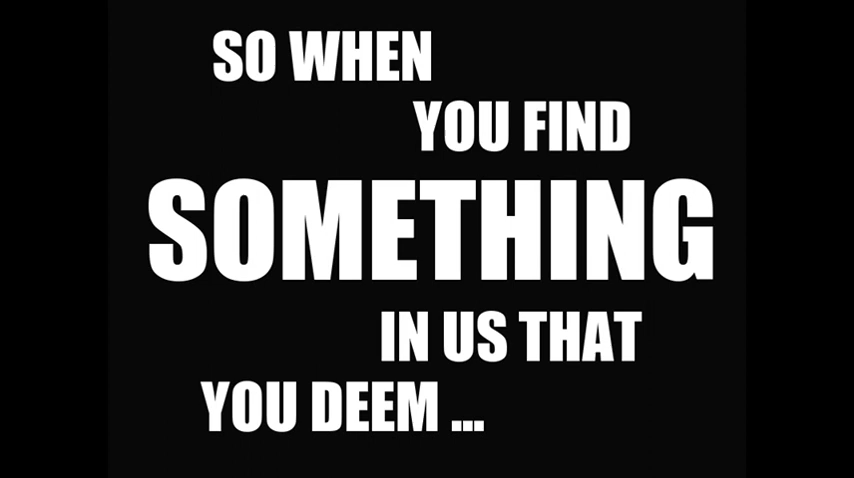 SO WHEN
YOU FIND
SOMETHING
IN US THAT
YOU DEEM ...